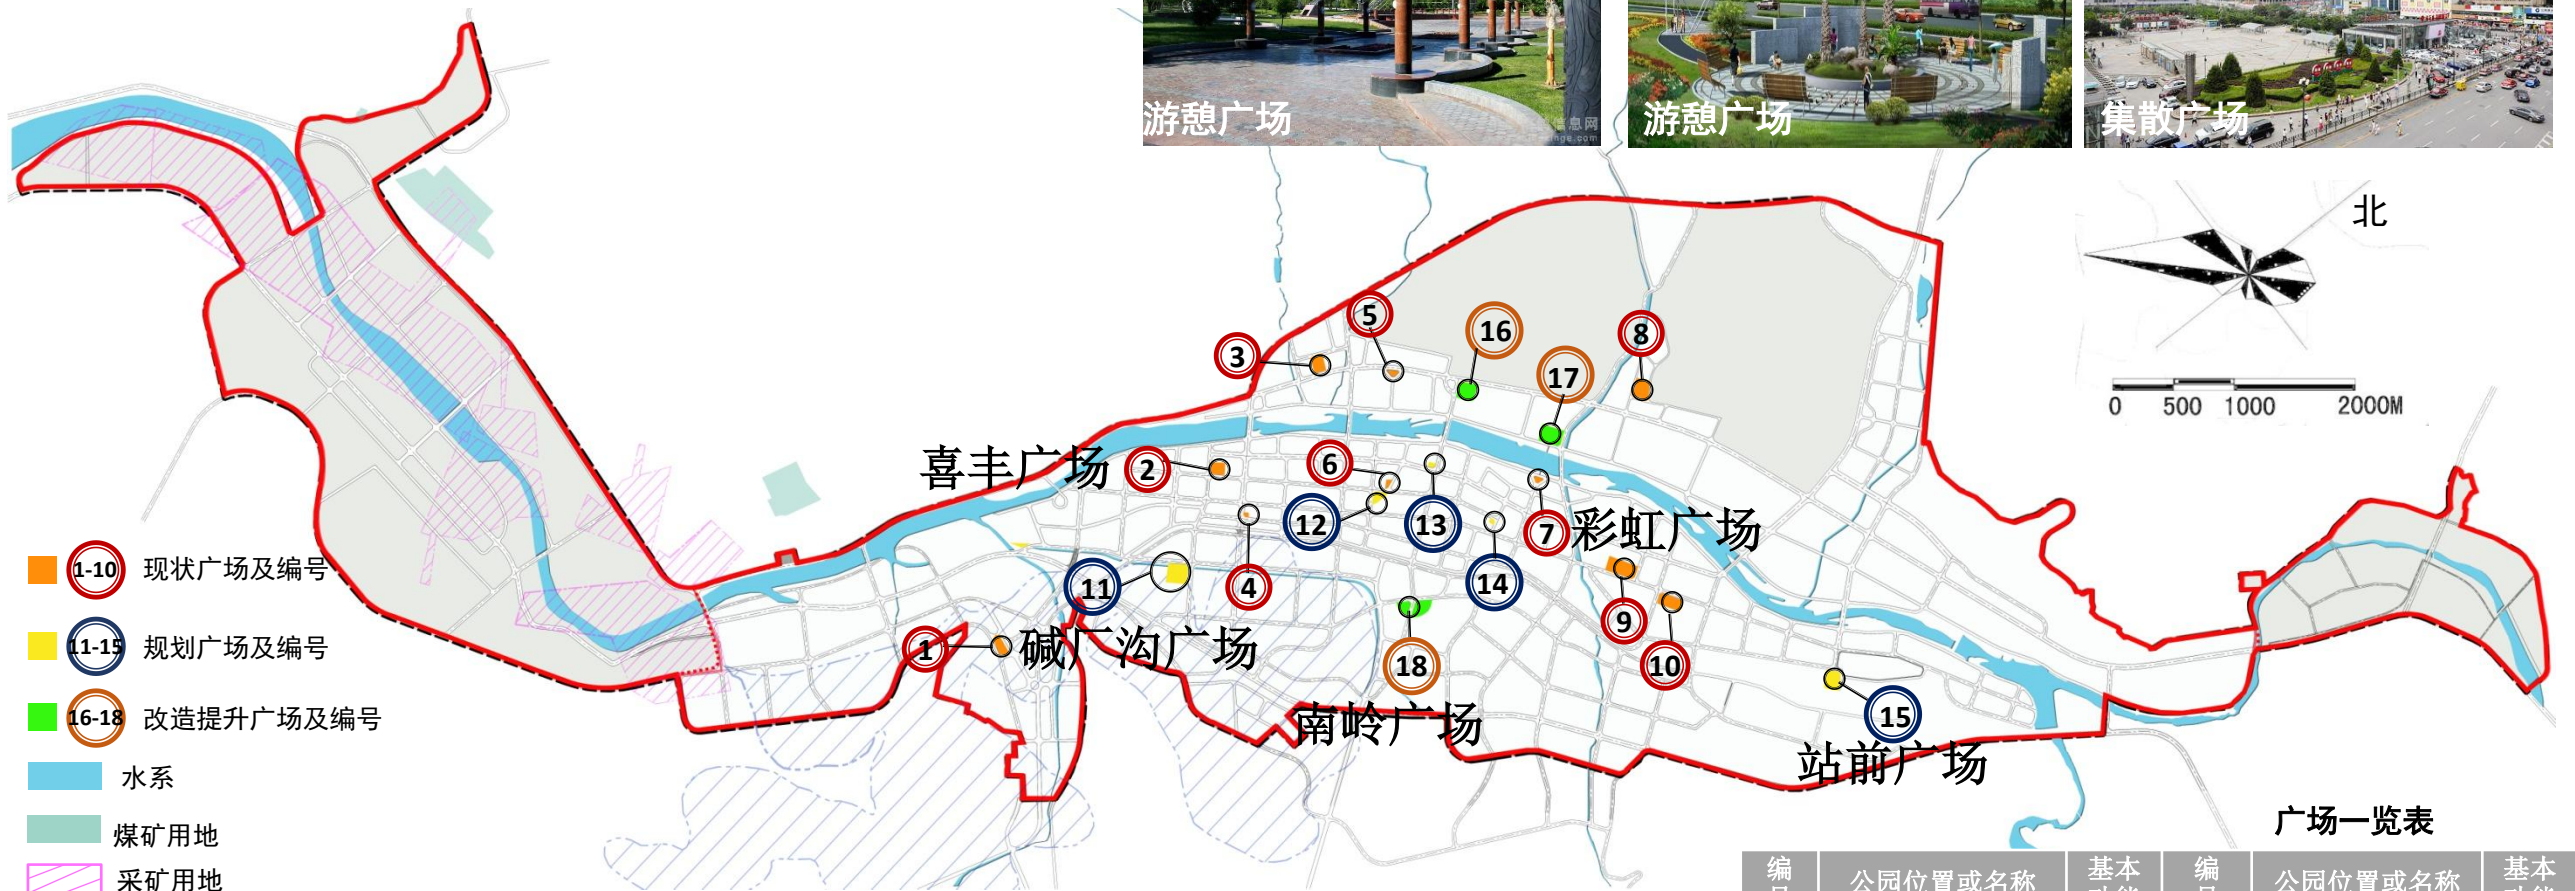 游憩广场
游憩广场
集散广场
信息网
nge.com
北
0 500 1000 2000M
5
16
8
3
17
喜丰广场
2
6
12
13
7
彩虹广场
11
4
14
9
1
碱厂沟广场
18
10
南岭广场
15
站前广场
1-10 现状广场及编号
11-15 规划广场及编号
16-18 改造提升广场及编号
水系
煤矿用地
采矿用地
广场一览表
编 公园位置或名称 基本 编 公园位置或名称 基本